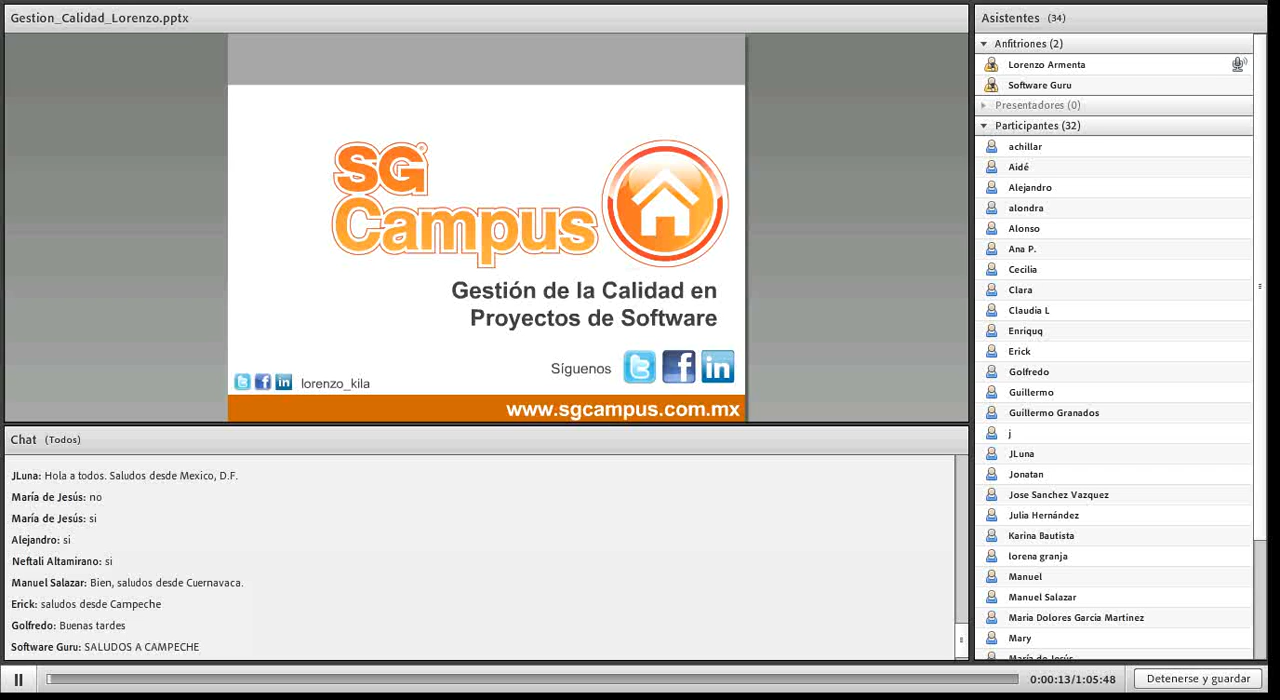 Gestion_Calidad_Lorenzo.pptx
SG
Campus
Gestión de la Calidad en
Proyectos de Software
Síguenos
lorenzo_kila
www.sgcampus.com.mx
Chat (Todos)
JLuna: Hola a todos. Saludos desde Mexico, D.F.
María de Jesús: no
María de Jesús: si
Alejandro: si
Neftali Altamirano: si
Manuel Salazar: Bien, saludos desde Cuernavaca.
Erick: saludos desde Campeche
Golfredo: Buenas tardes
Software Guru: SALUDOS A CAMPECHE
Asistentes (34)
Anfitriones (2)
Lorenzo Armenta
Software Guru
Presentadores (0)
Participantes (32)
achillar
Aidé
Alejandro
alondra
Alonso
Ana P.
Cecilia
Clara
Claudia L
Enriquq
Erick
Golfredo
Guillermo
Guillermo Granados
j
JLuna
Jonatan
Jose Sanchez Vazquez
Julia Hernández
Karina Bautista
lorena granja
Manuel
Manuel Salazar
Maria Dolores Garcia Martinez
Mary
María de Jesús
0:00:13/1:05:48
Detenerse y guardar